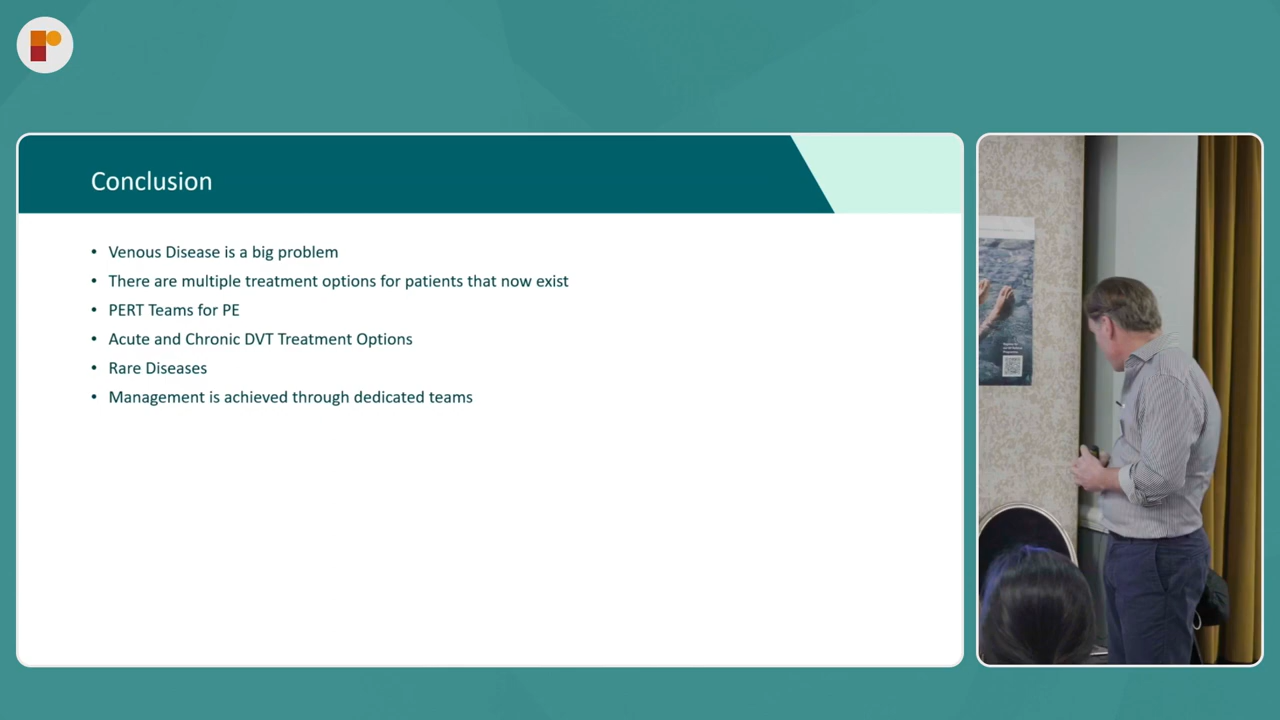 Conclusion
• Venous Disease is a big problem
• There are multiple treatment options for patients that now exist
• PERT Teams for PE
• Acute and Chronic DVT Treatment Options
• Rare Diseases
• Management is achieved through dedicated teams